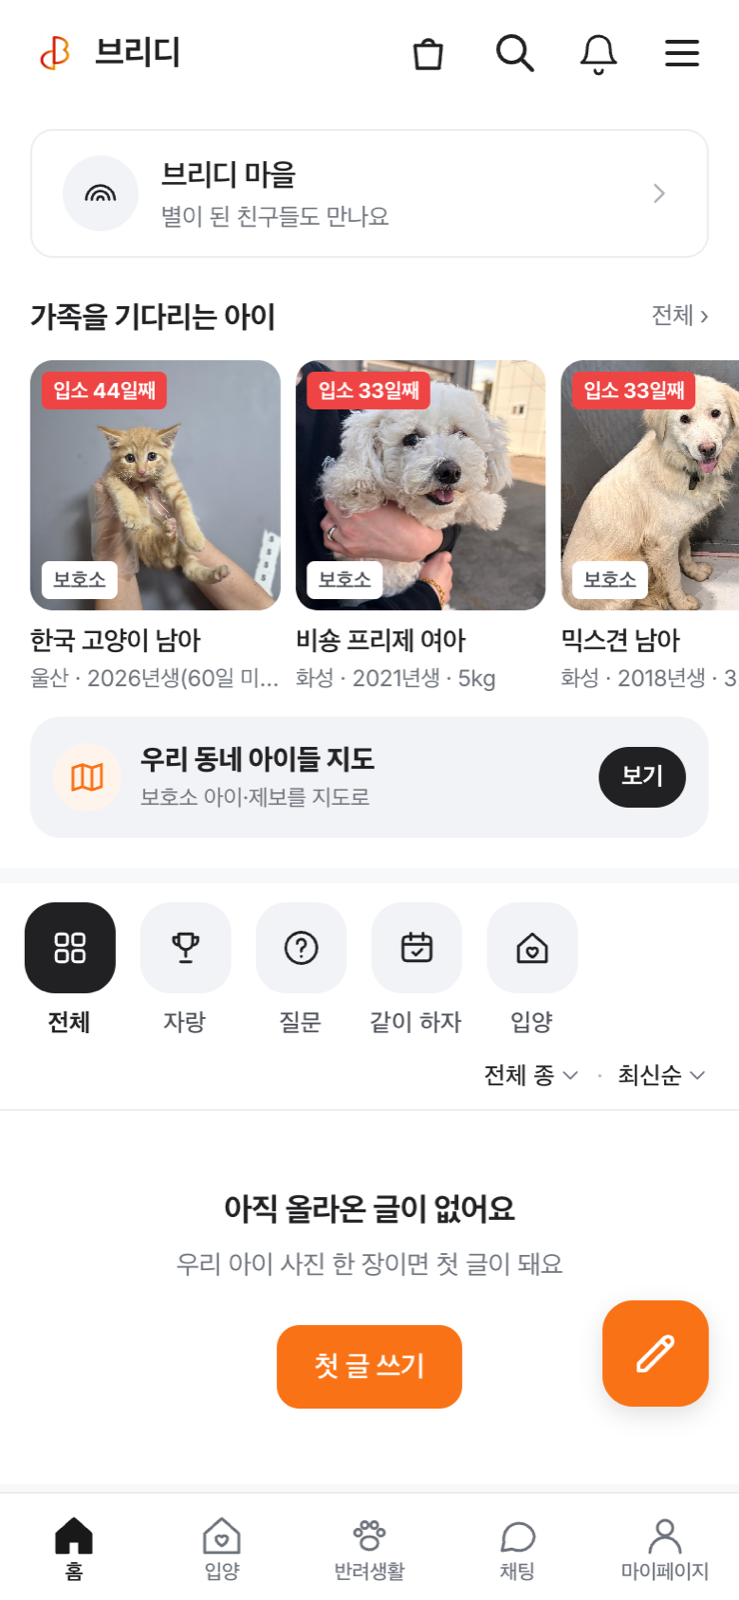 브리디
브리디 마을
별이 된 친구들도 만나요
가족을 기다리는 아이
전체 ›
입소 44일째
입소 33일째
입소 33일째
보호소
보호소
보호소
한국 고양이 남아
비숑 프리제 여아
믹스견 남아
울산 · 2026년생(60일 미...
화성 · 2021년생 · 5kg
화성 · 2018년생 · 3
우리 동네 아이들 지도
보호소 아이·제보를 지도로
보기
전체
자랑
질문
같이 하자
입양
전체 종 · 최신순
아직 올라온 글이 없어요
우리 아이 사진 한 장이면 첫 글이 돼요
첫 글 쓰기
홈
입양
반려생활
채팅
마이페이지